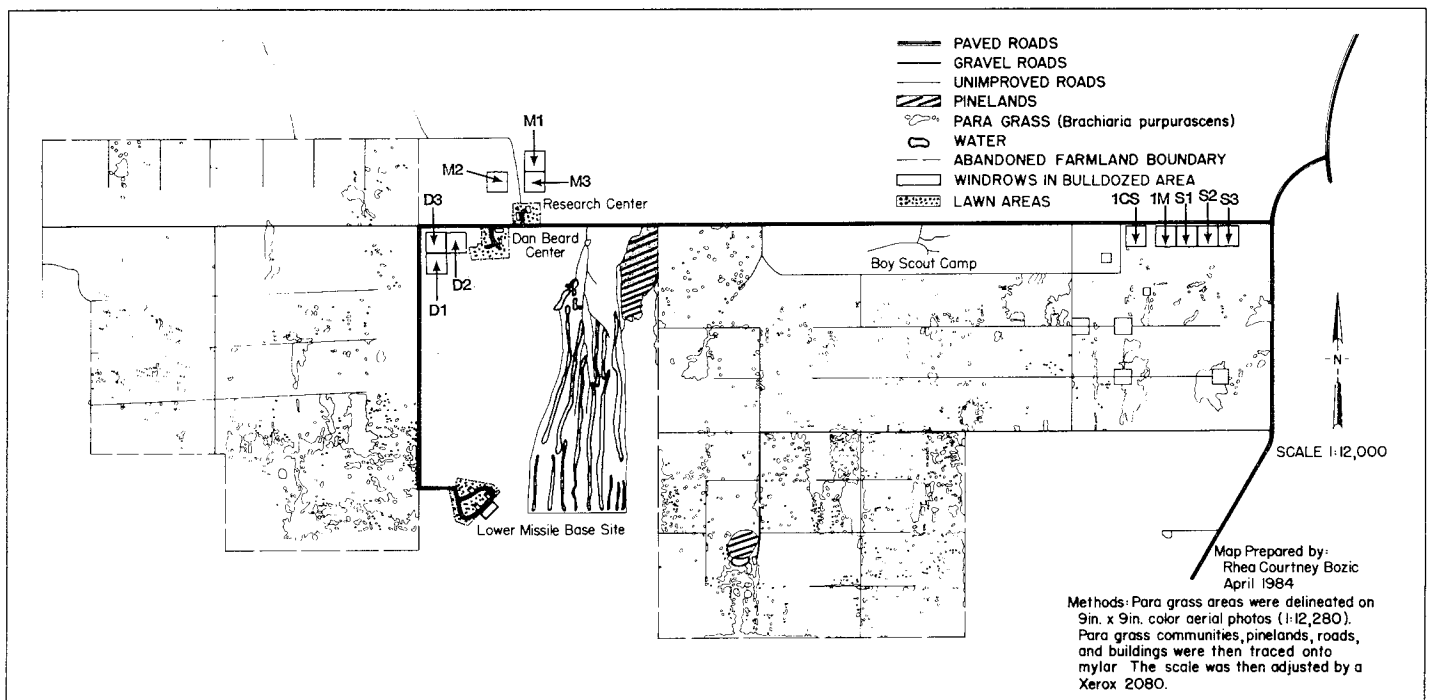 PAVED ROADS
GRAVEL ROADS
UNIMPROVED ROADS
PINELANDS
PARA GRASS (Brachiaria purpurascens)
WATER
ABANDONED FARMLAND BOUNDARY
WINDROWS IN BULLDOZED AREA
LAWN AREAS
M1
M2
M3
D3
Research Center
1CS
1M
S1
S2
S3
Dan Beard
Center
D2
D1
Boy Scout Camp
-N-
SCALE 1:12,000
Lower Missile Base Site
Map Prepared by:
Rhea Courtney Bozic
April 1984
Methods: Para grass areas were delineated on
9in. x 9in. color aerial photos (1:12,280).
Para grass communities, pinelands, roads,
and buildings were then traced onto
mylar The scale was then adjusted by a
Xerox 2080.